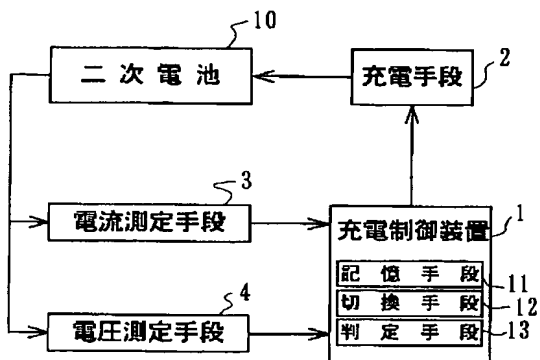 10
二次電池
充電手段
2
3
電流測定手段
充電制御装置
1
記憶手段
11
切換手段
12
判定手段
13
4
電圧測定手段